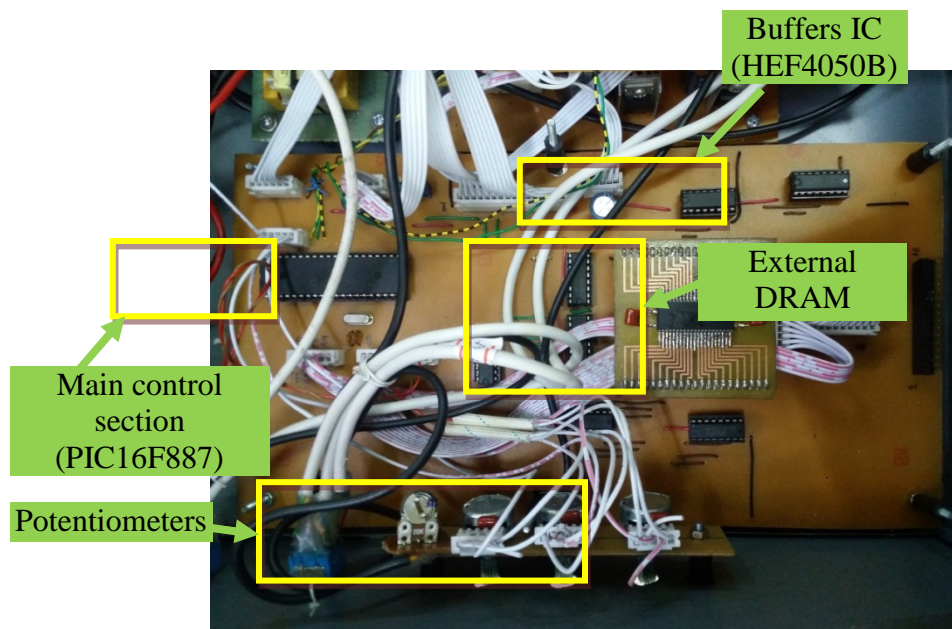 Buffers IC
(HEF4050B)
External
DRAM
Main control
section
(PIC16F887)
Potentiometers